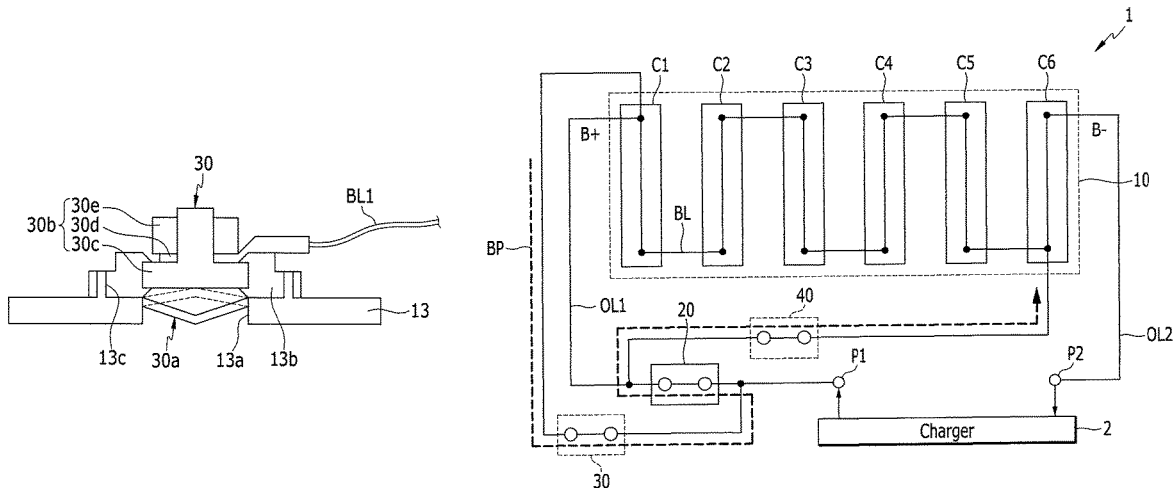 30
30b { 30e
30d
30c
BL1
13c
30a
13a
13b
13
1
C1 C2 C3 C4 C5 C6
B+
B-
10
BL
BP
OL1
20
40
P1
P2
OL2
Charger
2
30